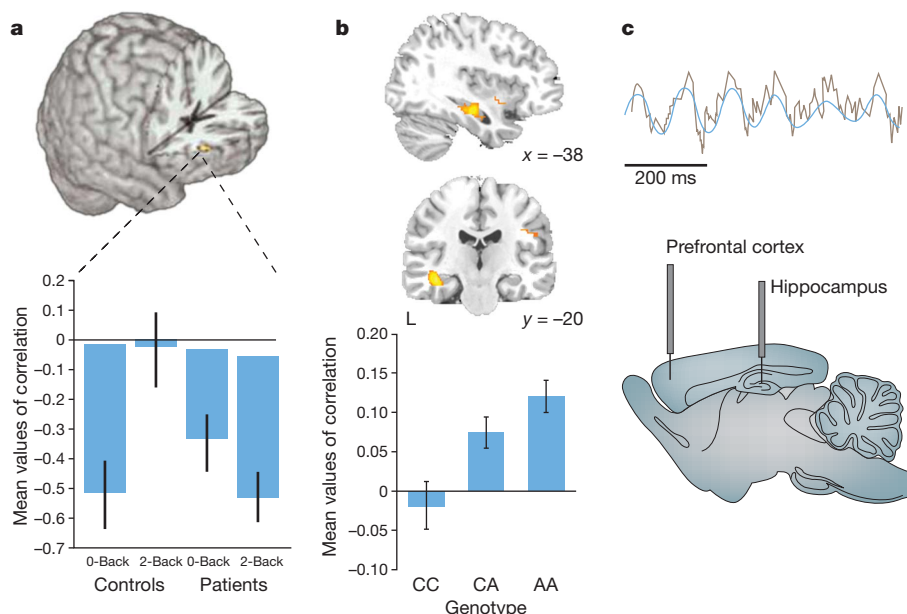 a
Mean values of correlation
0.2
0.1
0
–0.1
–0.2
–0.3
–0.4
–0.5
–0.6
–0.7
0-Back 2-Back 0-Back 2-Back
Controls Patients
b
x = –38
L y = –20
Mean values of correlation
0.20
0.15
0.10
0.05
0
–0.05
–0.10
CC CA AA
Genotype
c
200 ms
Prefrontal cortex
Hippocampus